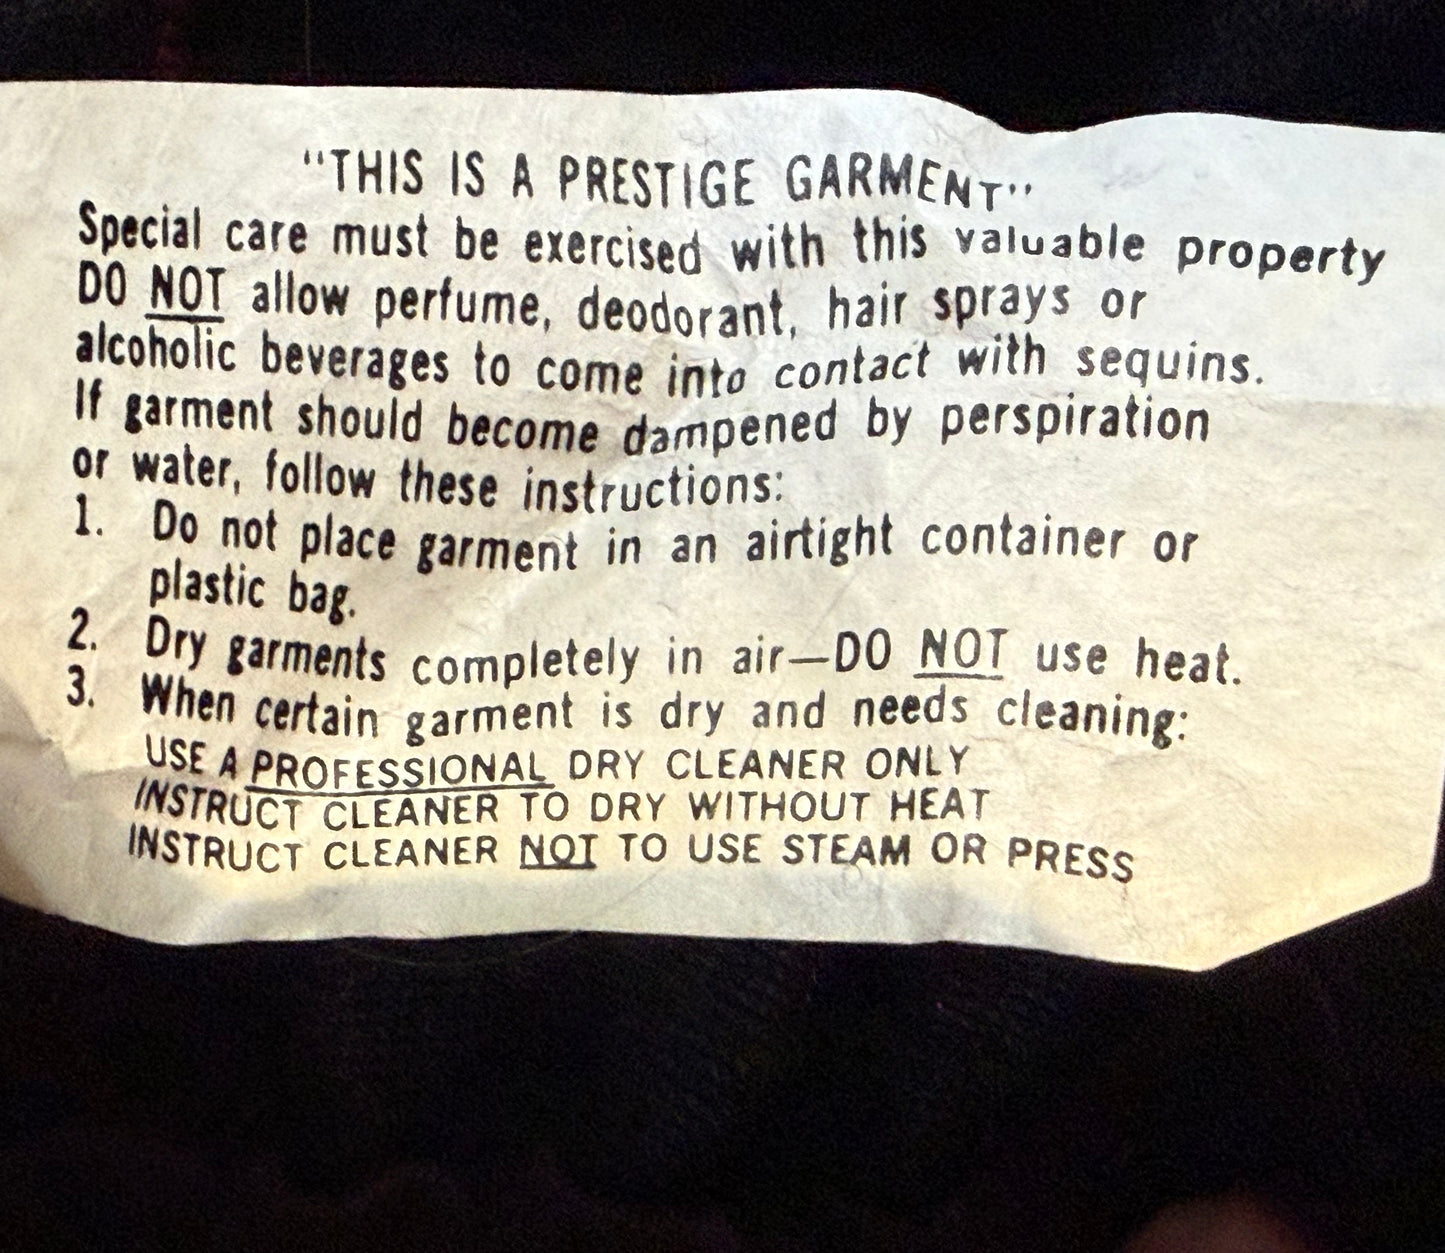 "THIS IS A PRESTIGE GARMENT"
Special care must be exercised with this valuable property
DO NOT allow perfume, deodorant, hair sprays or
alcoholic beverages to come into contact with sequins.
If garment should become dampened by perspiration
or water, follow these instructions:
1. Do not place garment in an airtight container or
plastic bag.
2. Dry garments completely in air—DO NOT use heat.
3. When certain garment is dry and needs cleaning:
USE A PROFESSIONAL DRY CLEANER ONLY
INSTRUCT CLEANER TO DRY WITHOUT HEAT
INSTRUCT CLEANER NOT TO USE STEAM OR PRESS